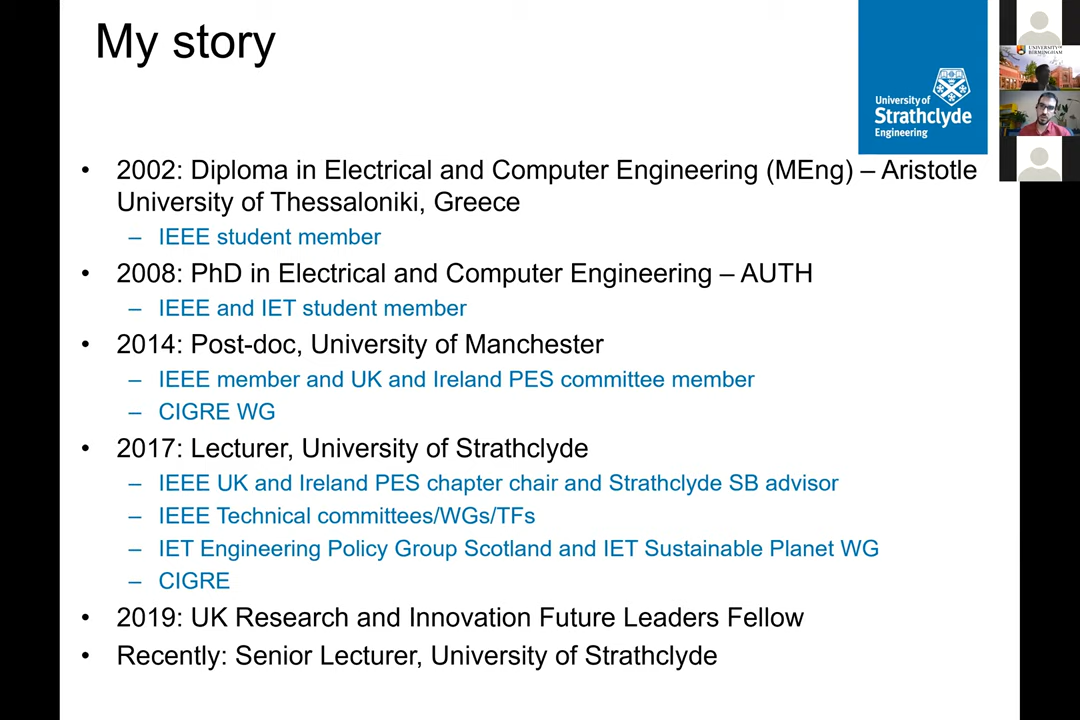 My story
University of
Strathclyde
Engineering
UNIVERSITY OF
BIRMINGHAM
• 2002: Diploma in Electrical and Computer Engineering (MEng) – Aristotle
University of Thessaloniki, Greece
– IEEE student member
• 2008: PhD in Electrical and Computer Engineering – AUTH
– IEEE and IET student member
• 2014: Post-doc, University of Manchester
– IEEE member and UK and Ireland PES committee member
– CIGRE WG
• 2017: Lecturer, University of Strathclyde
– IEEE UK and Ireland PES chapter chair and Strathclyde SB advisor
– IEEE Technical committees/WGs/TFs
– IET Engineering Policy Group Scotland and IET Sustainable Planet WG
– CIGRE
• 2019: UK Research and Innovation Future Leaders Fellow
• Recently: Senior Lecturer, University of Strathclyde